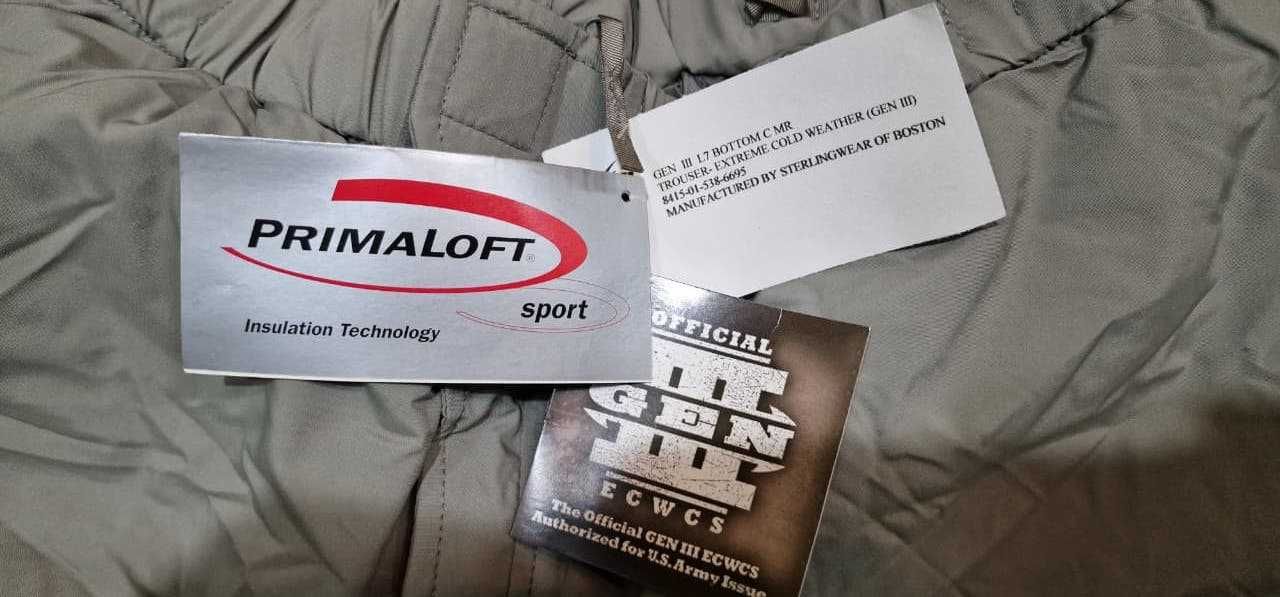 PRIMALOFT®
sport
Insulation Technology
GEN III L7 BOTTOM C MR
TROUSER- EXTREME COLD WEATHER (GEN III)
8415-01-538-6695
MANUFACTURED BY STERLINGWEAR OF BOSTON
OFFICIAL
GEN
III
ECWCS
The Official GEN III ECWCS
Authorized for U.S. Army Issue